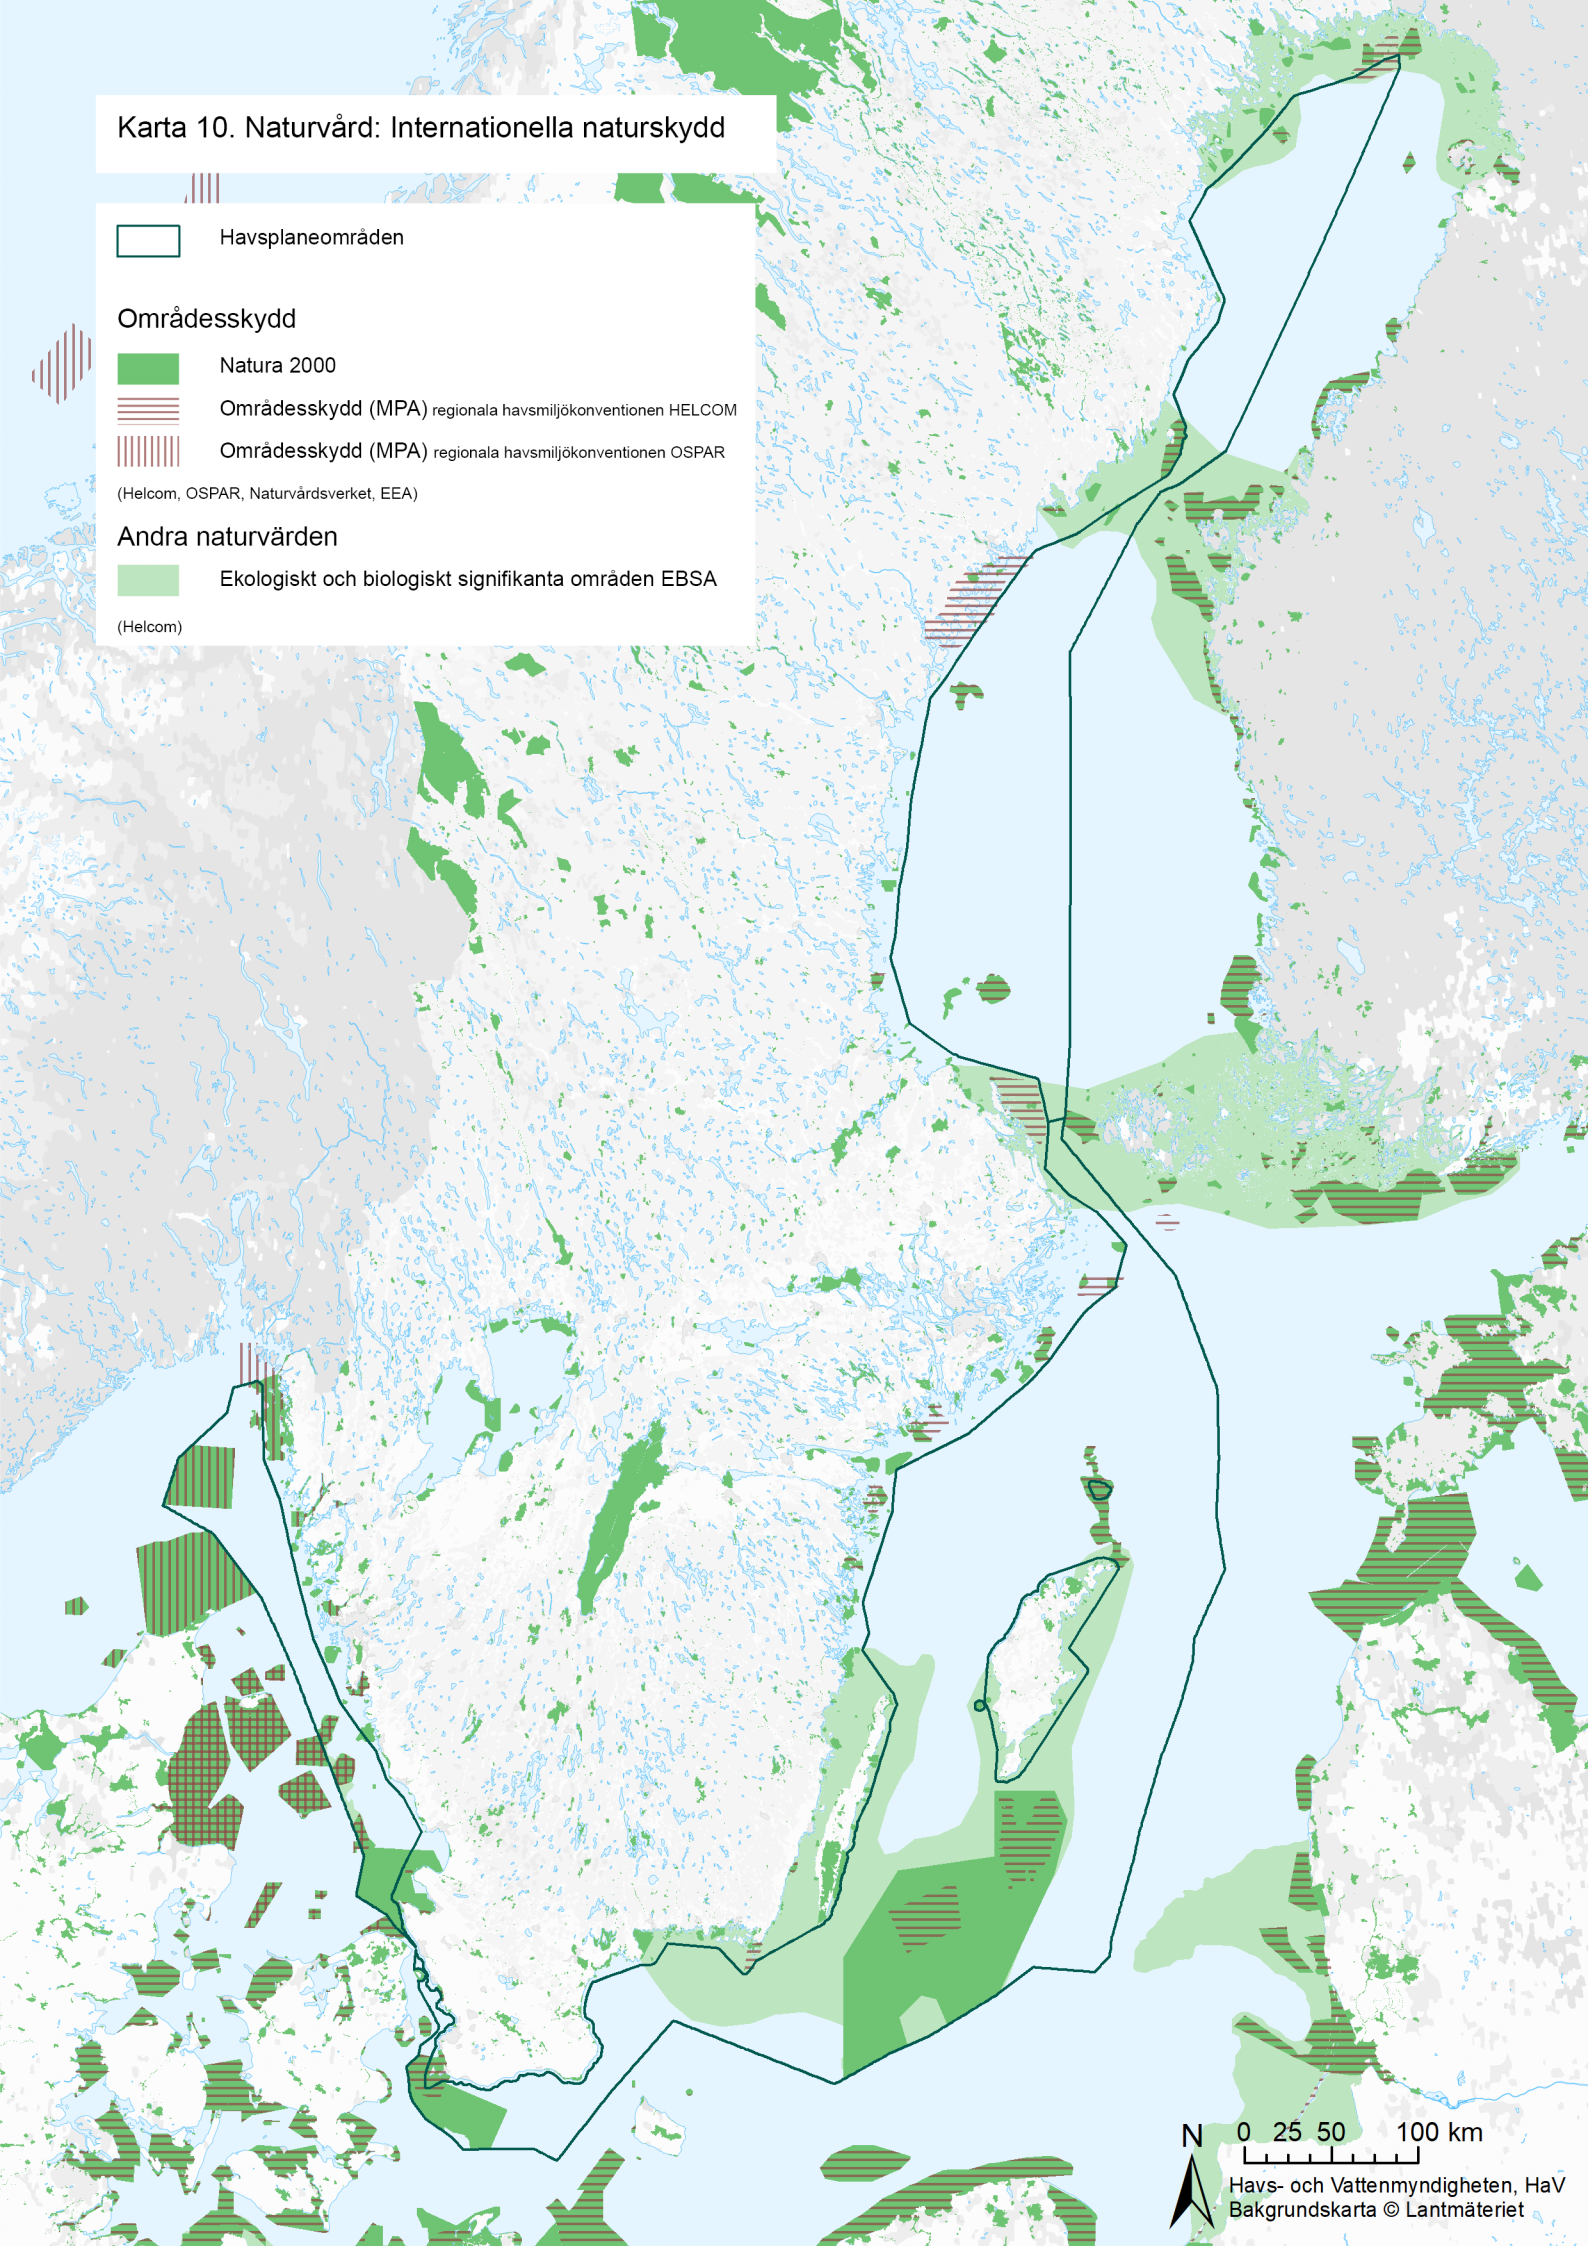 Karta 10. Naturvård: Internationella naturskydd
Havsplaneområden
Områdesskydd
Natura 2000
Områdesskydd (MPA) regionala havsmiljökonventionen HELCOM
Områdesskydd (MPA) regionala havsmiljökonventionen OSPAR
(Helcom, OSPAR, Naturvårdsverket, EEA)
Andra naturvärden
Ekologiskt och biologiskt signifikanta områden EBSA
(Helcom)
N
0 25 50 100 km
Havs- och Vattenmyndigheten, HaV
Bakgrundskarta © Lantmäteriet